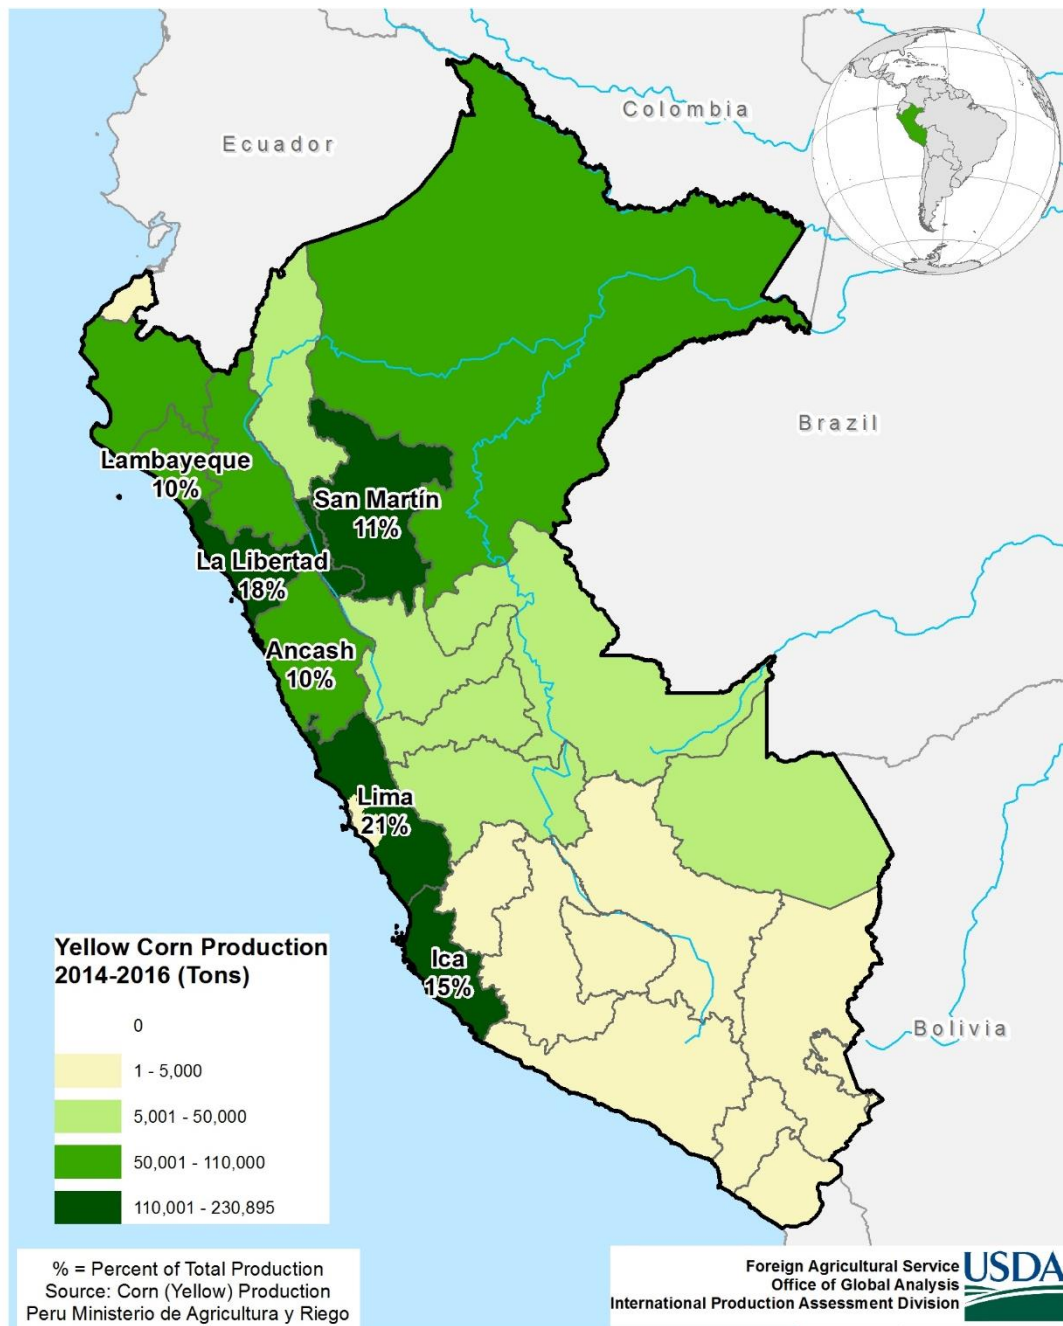 Colombia
Ecuador
Brazil
Lambayeque
10%
San Martín
11%
La Libertad
18%
Ancash
10%
Lima
21%
Ica
15%
Bolivia
Yellow Corn Production
2014-2016 (Tons)
0
1 - 5,000
5,001 - 50,000
50,001 - 110,000
110,001 - 230,895
% = Percent of Total Production
Source: Corn (Yellow) Production
Peru Ministerio de Agricultura y Riego
Foreign Agricultural Service
Office of Global Analysis
International Production Assessment Division
USDA